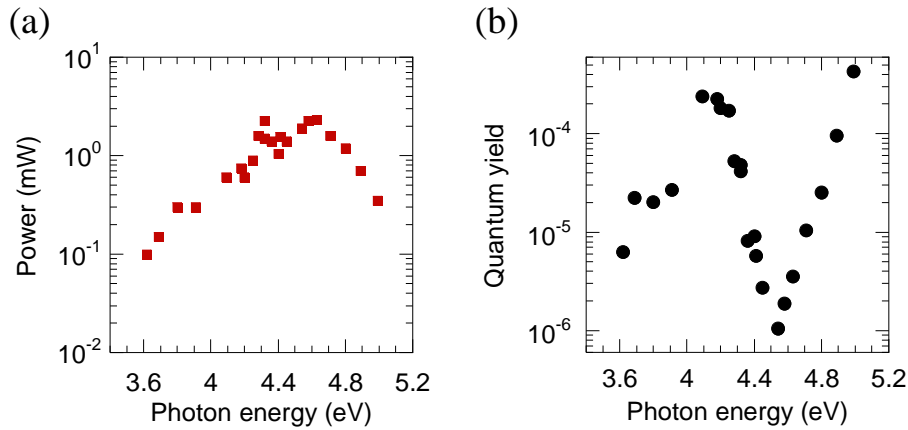 (a)
Power (mW)
10^1
10^0
10^-1
10^-2
3.6 4 4.4 4.8 5.2
Photon energy (eV)
(b)
Quantum yield
10^-4
10^-5
10^-6
3.6 4 4.4 4.8 5.2
Photon energy (eV)